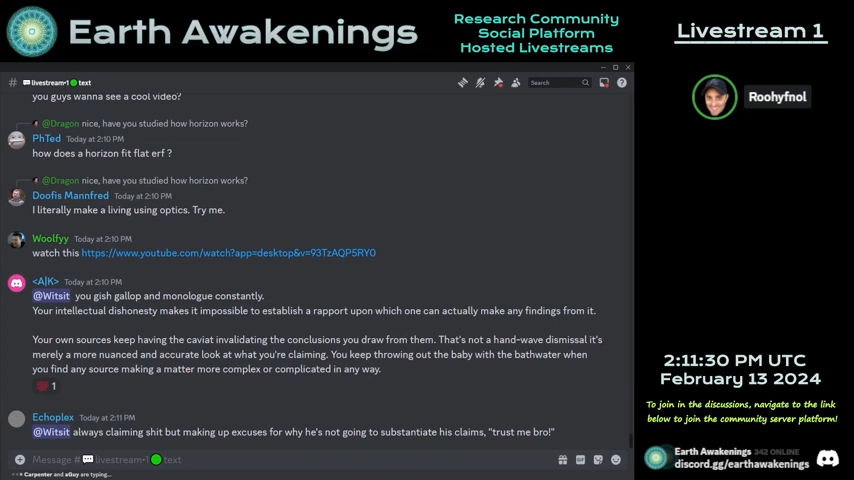 Earth Awakenings
Research Community
Social Platform
Hosted Livestreams
Livestream 1
# livestream-1 text
Search
you guys wanna see a cool video?
@Dragon nice, have you studied how horizon works?
PhTed Today at 2:10 PM
how does a horizon fit flat erf ?
@Dragon nice, have you studied how horizon works?
Doofis Mannfred Today at 2:10 PM
I literally make a living using optics. Try me.
Woolfyy Today at 2:10 PM
watch this https://www.youtube.com/watch?app=desktop&v=93TzAQP5RY0
<A|K> Today at 2:10 PM
@Witsit you gish gallop and monologue constantly.
Your intellectual dishonesty makes it impossible to establish a rapport upon which one can actually make any findings from it.
Your own sources keep having the caviat invalidating the conclusions you draw from them. That's not a hand-wave dismissal it's
merely a more nuanced and accurate look at what you're claiming. You keep throwing out the baby with the bathwater when
you find any source making a matter more complex or complicated in any way.
1
Echoplex Today at 2:11 PM
@Witsit always claiming shit but making up excuses for why he's not going to substantiate his claims, "trust me bro!"
Message # livestream-1 text
GIF
Carpenter and aGuy are typing...
Roohyfnol
2:11:30 PM UTC
February 13 2024
To join in the discussions, navigate to the link
below to join the community server platform!
Earth Awakenings 342 ONLINE
discord.gg/earthawakenings